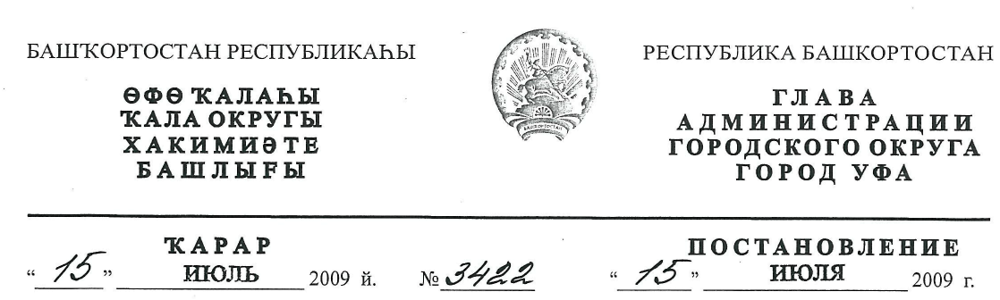 БАШҠОРТОСТАН РЕСПУБЛИКАҺЫ
ӨФӨ ҠАЛАҺЫ
ҠАЛА ОКРУГЫ
ХАКИМИӘТЕ
БАШЛЫҒЫ
БАШКОРТОСТАН
РЕСПУБЛИКА БАШКОРТОСТАН
ГЛАВА
АДМИНИСТРАЦИИ
ГОРОДСКОГО ОКРУГА
ГОРОД УФА
ҠАРАР
“ 15 ” ИЮЛЬ 2009 й. № 3422
ПОСТАНОВЛЕНИЕ
“ 15 ” ИЮЛЯ 2009 г.